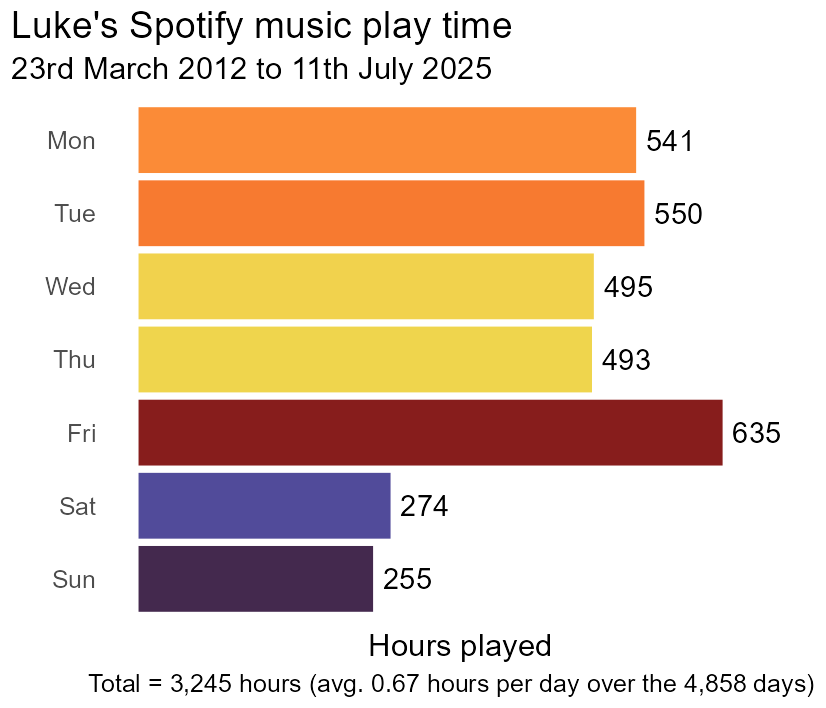 Luke's Spotify music play time
23rd March 2012 to 11th July 2025
Mon 541
Tue 550
Wed 495
Thu 493
Fri 635
Sat 274
Sun 255
Hours played
Total = 3,245 hours (avg. 0.67 hours per day over the 4,858 days)